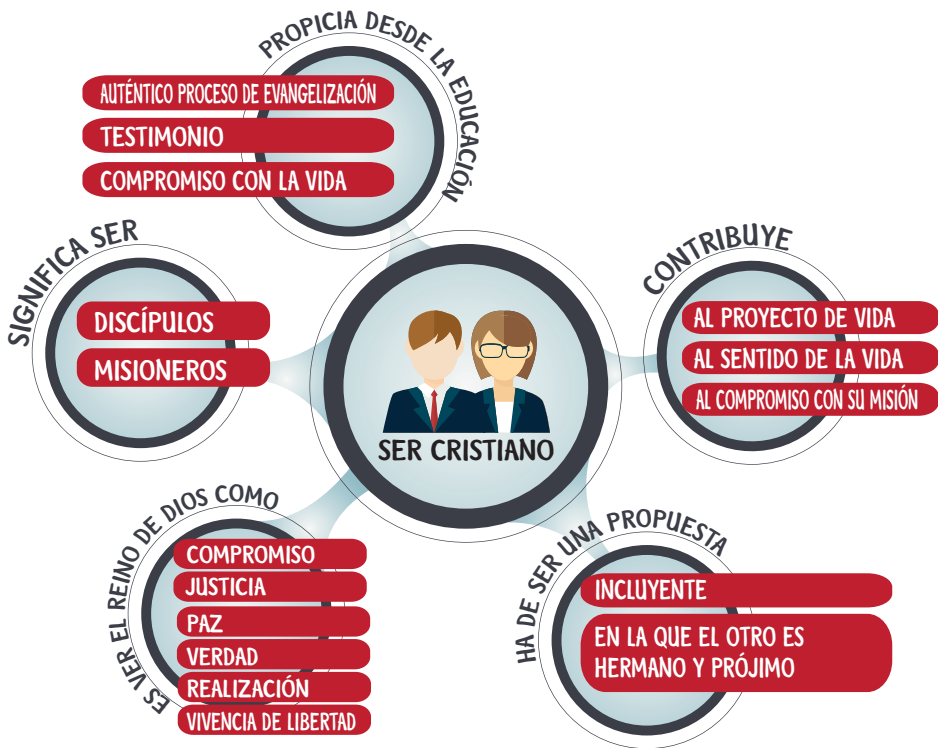 PROPICIA DESDE LA EDUCACIÓN
AUTÉNTICO PROCESO DE EVANGELIZACIÓN
TESTIMONIO
COMPROMISO CON LA VIDA
SIGNIFICA SER
DISCÍPULOS
MISIONEROS
CONTRIBUYE
AL PROYECTO DE VIDA
AL SENTIDO DE LA VIDA
AL COMPROMISO CON SU MISIÓN
SER CRISTIANO
ES VER EL REINO DE DIOS COMO
COMPROMISO
JUSTICIA
PAZ
VERDAD
REALIZACIÓN
VIVENCIA DE LIBERTAD
HA DE SER UNA PROPUESTA
INCLUYENTE
EN LA QUE EL OTRO ES
HERMANO Y PRÓJIMO